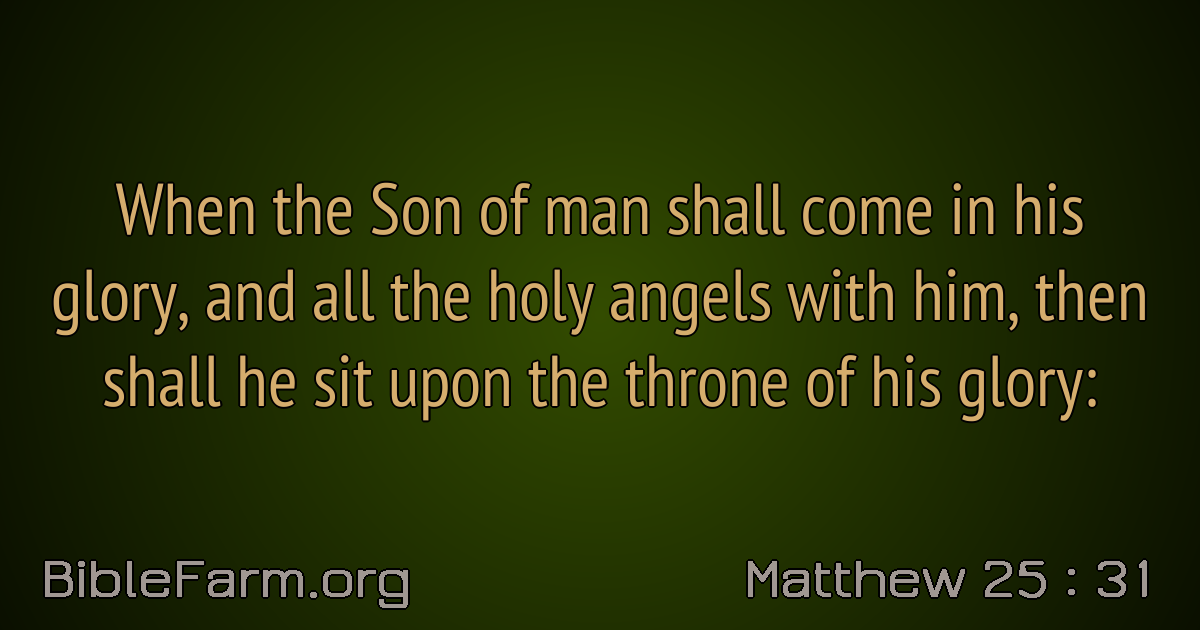 When the Son of man shall come in his
glory, and all the holy angels with him, then
shall he sit upon the throne of his glory:
BibleFarm.org
Matthew 25 : 31